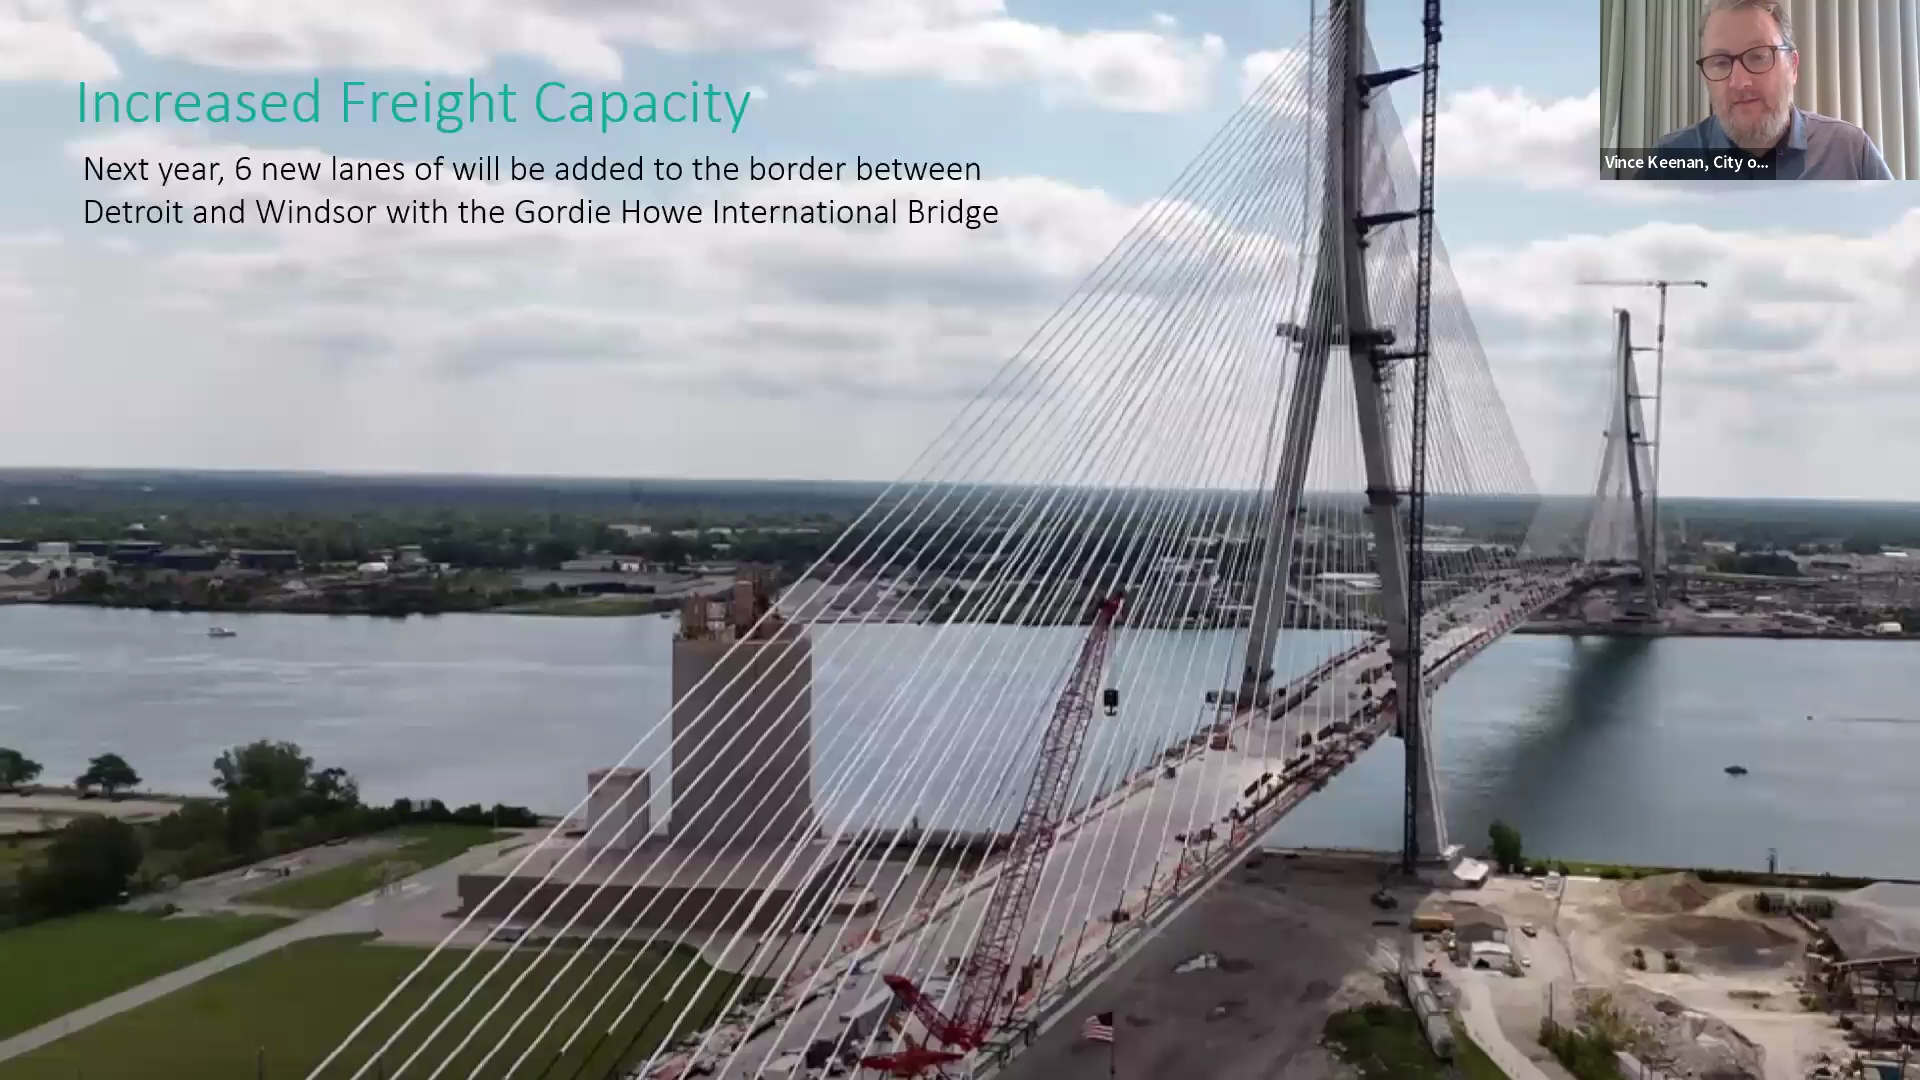 Increased Freight Capacity
Next year, 6 new lanes of will be added to the border between
Detroit and Windsor with the Gordie Howe International Bridge
Vince Keenan, City o...